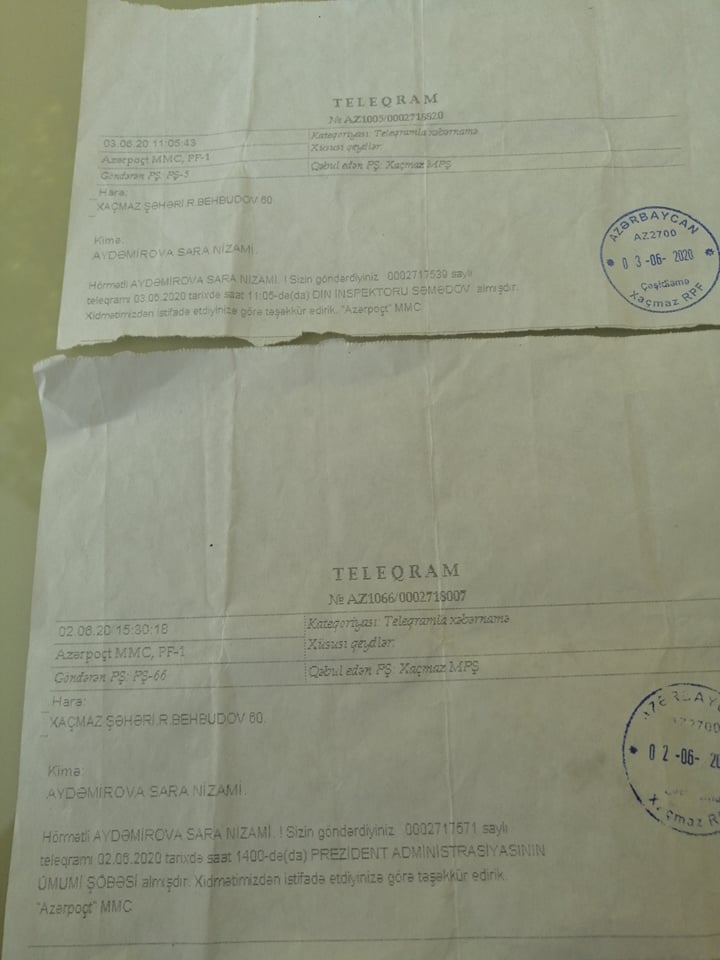 TELEQRAM
№ AZ1005/0002718820
03.06.20 11:05:43
Kateqoriyası: Teleqramla xəbərnamə
Xüsusi qeydlər:
Azərpoçt MMC, PF-1
Göndərən PŞ: PŞ-5
Qəbul edən PŞ: Xaçmaz MPŞ
Hara:
XAÇMAZ ŞƏHƏRİ.R.BEHBUDOV 60.
Kimə:
AYDƏMİROVA SARA NİZAMİ.
Hörmətli AYDƏMİROVA SARA NİZAMİ. ! Sizin göndərdiyiniz 0002717539 saylı
teleqramı 03.06.2020 tarixdə saat 11:05-də(da) DİN İNSPEKTORU SƏMƏDOV almışdır.
Xidmətimizdən istifadə etdiyinizə görə təşəkkür edirik. "Azərpoçt" MMC
AZƏRBAYCAN
AZ2700
0 3 -06- 2020
Çeşidləmə
Xaçmaz RPF
TELEQRAM
№ AZ1066/0002718007
02.06.20 15:30:18
Kateqoriyası: Teleqramla xəbərnamə
Xüsusi qeydlər:
Azərpoçt MMC, PF-1
Göndərən PŞ: PŞ-66
Qəbul edən PŞ: Xaçmaz MPŞ
Hara:
XAÇMAZ ŞƏHƏRİ.R.BEHBUDOV 60.
Kimə:
AYDƏMİROVA SARA NİZAMİ.
Hörmətli AYDƏMİROVA SARA NİZAMİ. ! Sizin göndərdiyiniz 0002717571 saylı
teleqramı 02.06.2020 tarixdə saat 1400-də(da) PREZİDENT ADMİNİSTRASİYASININ
ÜMUMİ ŞÖBƏSİ almışdır. Xidmətimizdən istifadə etdiyinizə görə təşəkkür edirik.
"Azərpoçt" MMC
0 2 -06- 20